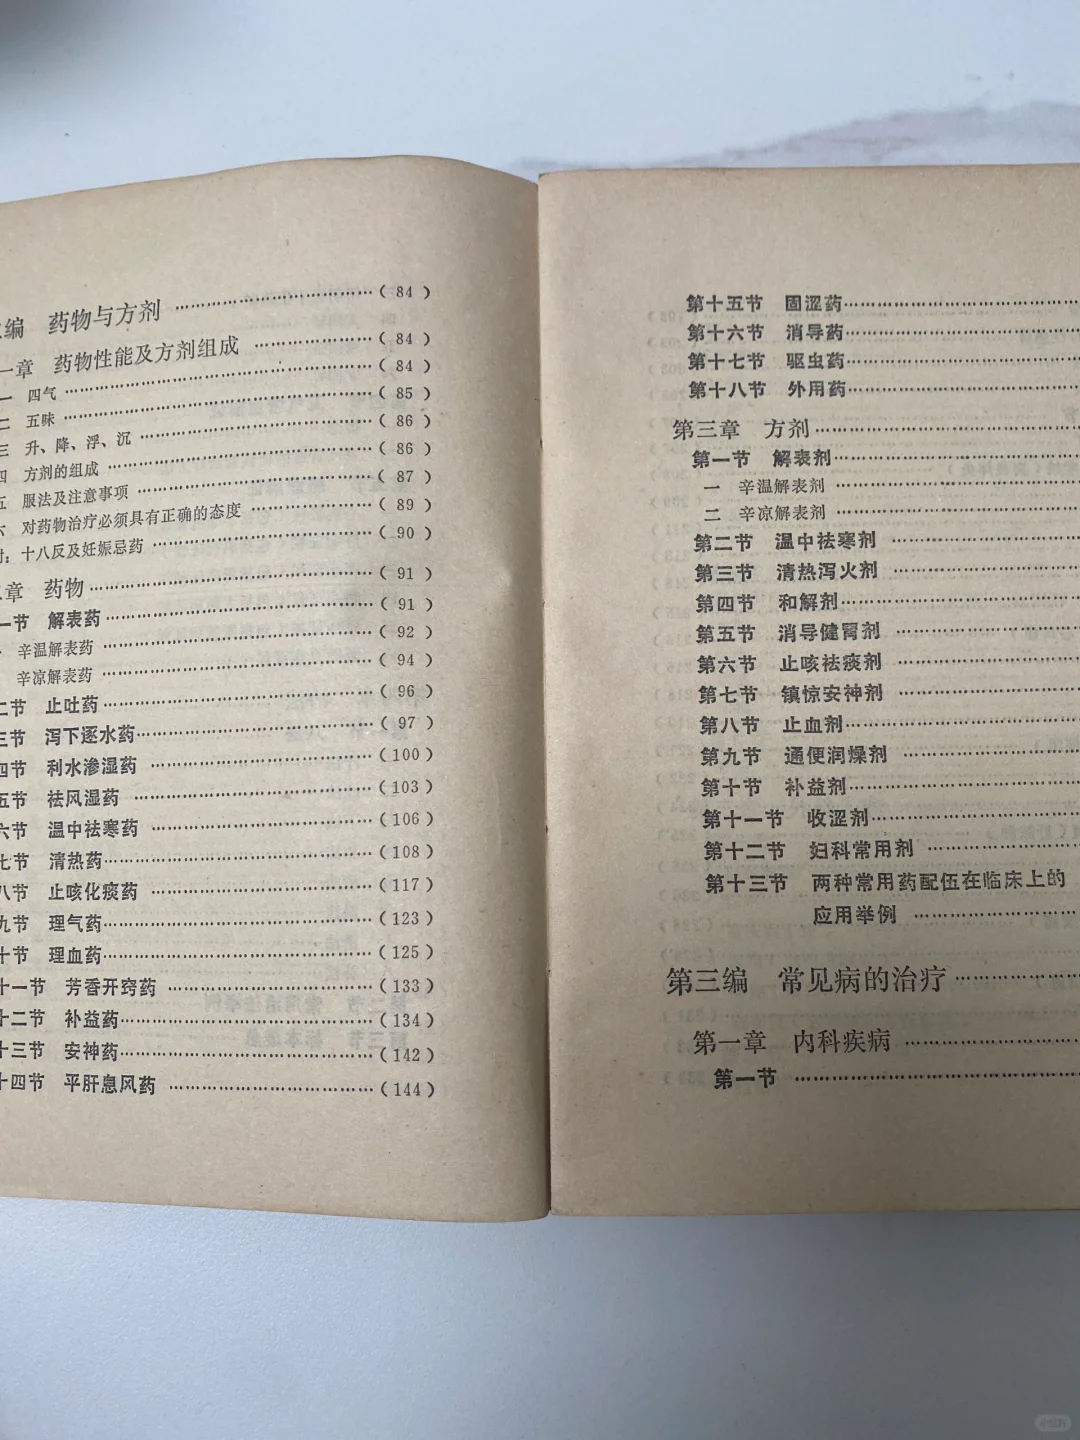 编 药物与方剂 ……………………(84)
一章 药物性能及方剂组成 ……………(84)
一 四气 ……………………………(84)
二 五味 ……………………………(85)
三 升、降、浮、沉 ……………………(86)
四 方剂的组成 ………………………(86)
五 服法及注意事项 …………………(87)
六 对药物治疗必须具有正确的态度 ………(89)
附：十八反及妊娠忌药 …………………(90)
章 药物 ……………………………(91)
一节 解表药 …………………………(91)
辛温解表药 …………………………(92)
辛凉解表药 …………………………(94)
二节 止吐药 …………………………(96)
三节 泻下逐水药 ……………………(97)
四节 利水渗湿药 ……………………(100)
五节 祛风湿药 ………………………(103)
六节 温中祛寒药 ……………………(106)
七节 清热药 …………………………(108)
八节 止咳化痰药 ……………………(117)
九节 理气药 …………………………(123)
十节 理血药 …………………………(125)
十一节 芳香开窍药 …………………(133)
十二节 补益药 ………………………(134)
十三节 安神药 ………………………(142)
十四节 平肝息风药 …………………(144)
第十五节 固涩药 ……………………
第十六节 消导药 ……………………
第十七节 驱虫药 ……………………
第十八节 外用药 ……………………
第三章 方剂 …………………………
第一节 解表剂 ………………………
一 辛温解表剂 ………………………
二 辛凉解表剂 ………………………
第二节 温中祛寒剂 …………………
第三节 清热泻火剂 …………………
第四节 和解剂 ………………………
第五节 消导健胃剂 …………………
第六节 止咳祛痰剂 …………………
第七节 镇惊安神剂 …………………
第八节 止血剂 ………………………
第九节 通便润燥剂 …………………
第十节 补益剂 ………………………
第十一节 收涩剂 ……………………
第十二节 妇科常用剂 ………………
第十三节 两种常用药配伍在临床上的
应用举例 ……………………………
第三编 常见病的治疗 ………………
第一章 内科疾病 ……………………
第一节 ………………………………
小红书